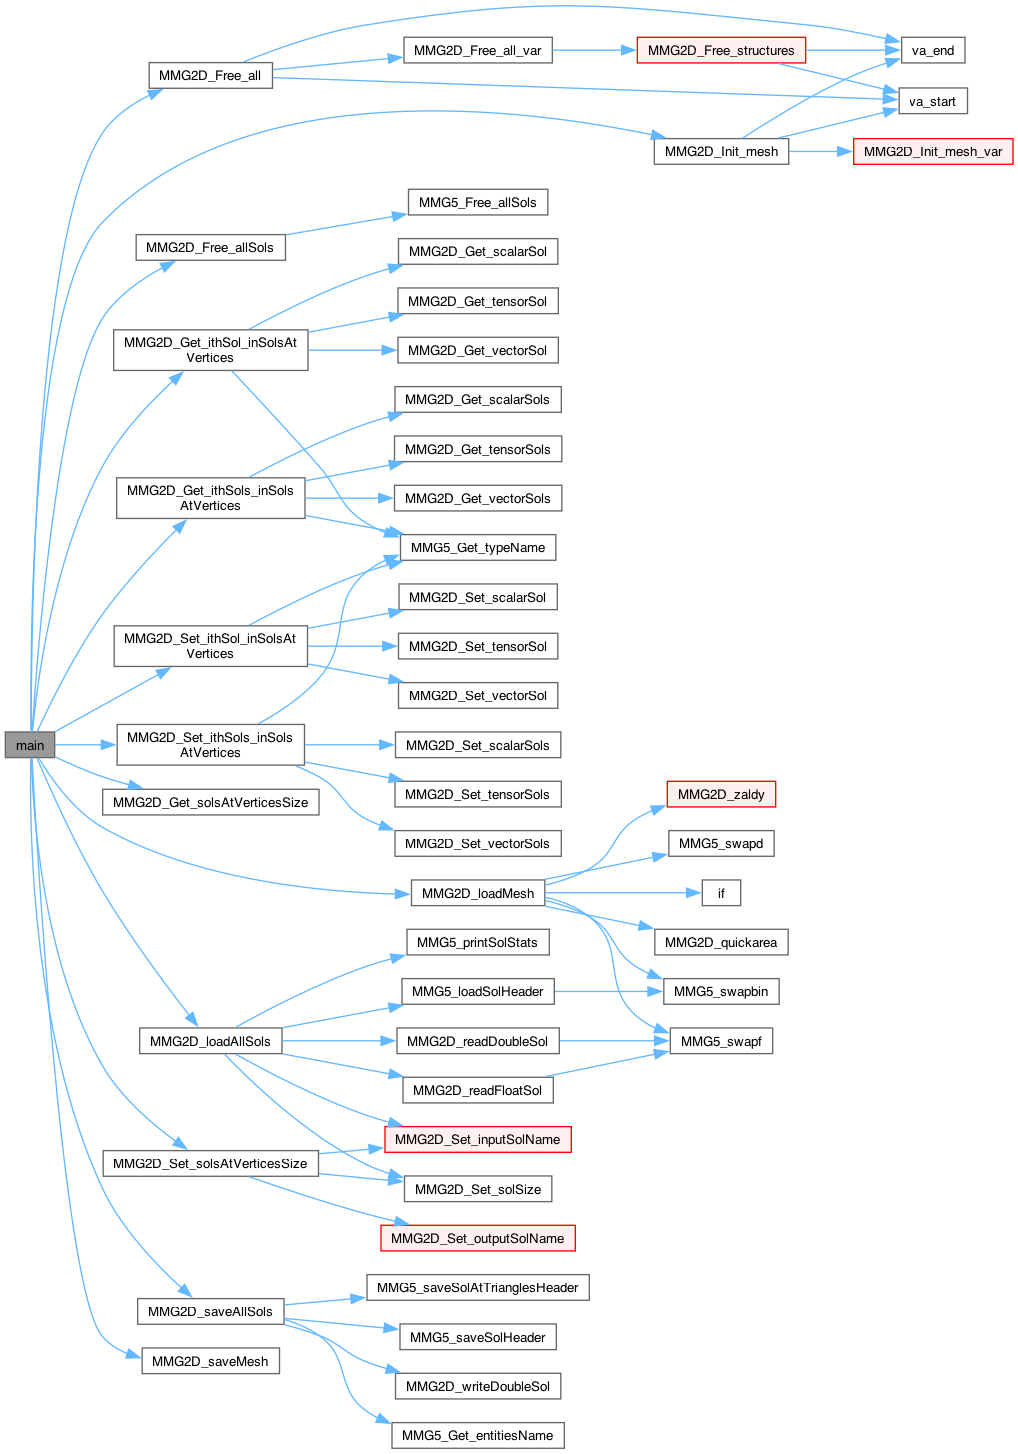 MMG2D_Free_all_var
MMG2D_Free_structures
va_end
MMG2D_Free_all
va_start
MMG2D_Init_mesh
MMG2D_Init_mesh_var
MMG5_Free_allSols
MMG2D_Free_allSols
MMG2D_Get_scalarSol
MMG2D_Get_tensorSol
MMG2D_Get_ithSol_inSolsAt
Vertices
MMG2D_Get_vectorSol
MMG2D_Get_scalarSols
MMG2D_Get_tensorSols
MMG2D_Get_ithSols_inSols
AtVertices
MMG2D_Get_vectorSols
MMG5_Get_typeName
MMG2D_Set_scalarSol
MMG2D_Set_ithSol_inSolsAt
Vertices
MMG2D_Set_tensorSol
MMG2D_Set_vectorSol
main
MMG2D_Set_ithSols_inSols
AtVertices
MMG2D_Set_scalarSols
MMG2D_Set_tensorSols
MMG2D_zaldy
MMG2D_Get_solsAtVerticesSize
MMG2D_Set_vectorSols
MMG5_swapd
MMG2D_loadMesh
if
MMG5_printSolStats
MMG2D_quickarea
MMG5_loadSolHeader
MMG5_swapbin
MMG2D_loadAllSols
MMG2D_readDoubleSol
MMG5_swapf
MMG2D_readFloatSol
MMG2D_Set_inputSolName
MMG2D_Set_solsAtVerticesSize
MMG2D_Set_solSize
MMG2D_Set_outputSolName
MMG5_saveSolAtTrianglesHeader
MMG2D_saveAllSols
MMG5_saveSolHeader
MMG2D_saveMesh
MMG2D_writeDoubleSol
MMG5_Get_entitiesName